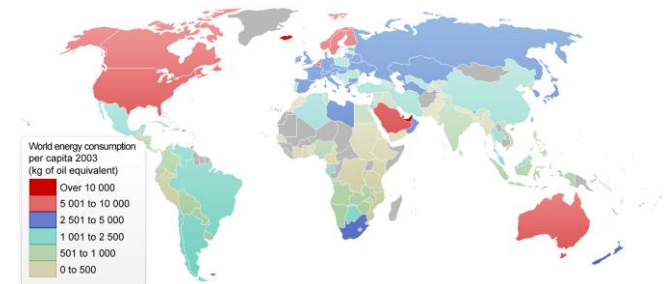 World energy consumption
per capita 2003
(kg of oil equivalent)
Over 10 000
5 001 to 10 000
2 501 to 5 000
1 001 to 2 500
501 to 1 000
0 to 500